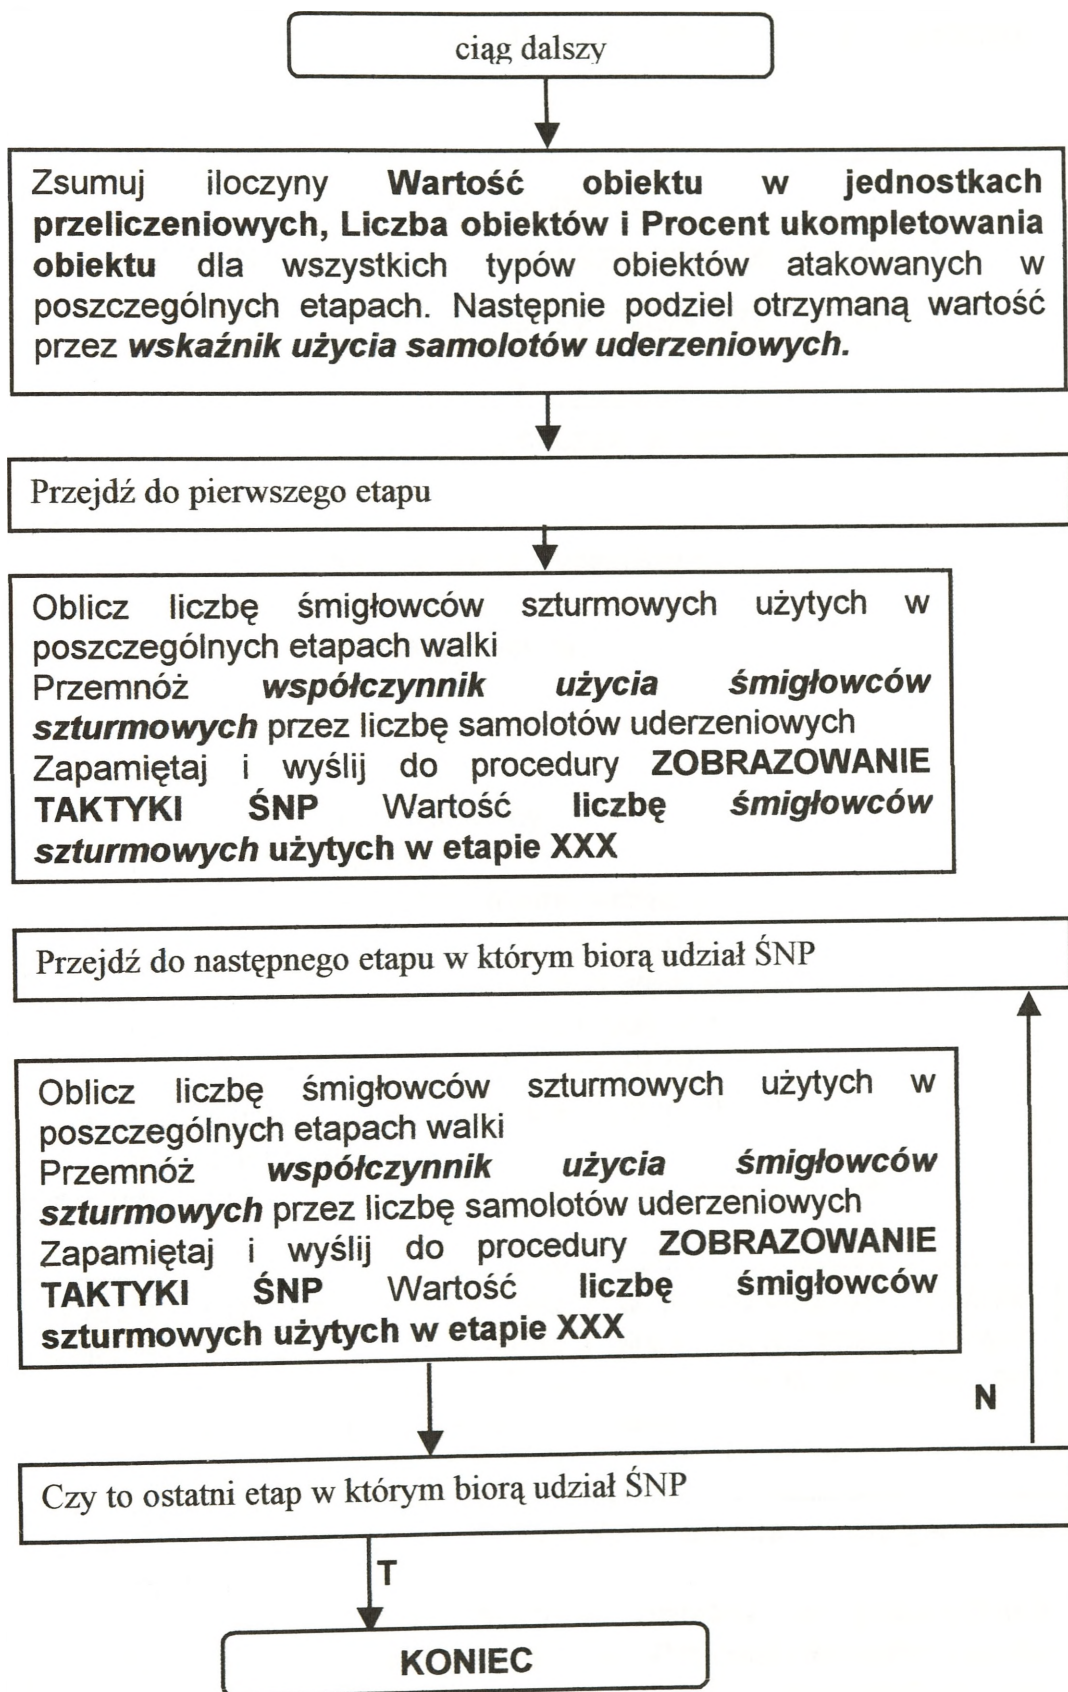 ciąg dalszy
Zsumuj iloczyny Wartość obiektu w jednostkach
przeliczeniowych, Liczba obiektów i Procent ukompletowania
obiektu dla wszystkich typów obiektów atakowanych w
poszczególnych etapach. Następnie podziel otrzymaną wartość
przez wskaźnik użycia samolotów uderzeniowych.
Przejdź do pierwszego etapu
Oblicz liczbę śmigłowców szturmowych użytych w
poszczególnych etapach walki
Przemnóż współczynnik użycia śmigłowców
szturmowych przez liczbę samolotów uderzeniowych
Zapamiętaj i wyślij do procedury ZOBRAZOWANIE
TAKTYKI ŚNP Wartość liczbę śmigłowców
szturmowych użytych w etapie XXX
Przejdź do następnego etapu w którym biorą udział ŚNP
Oblicz liczbę śmigłowców szturmowych użytych w
poszczególnych etapach walki
Przemnóż współczynnik użycia śmigłowców
szturmowych przez liczbę samolotów uderzeniowych
Zapamiętaj i wyślij do procedury ZOBRAZOWANIE
TAKTYKI ŚNP Wartość liczbę śmigłowców
szturmowych użytych w etapie XXX
N
Czy to ostatni etap w którym biorą udział ŚNP
T
KONIEC